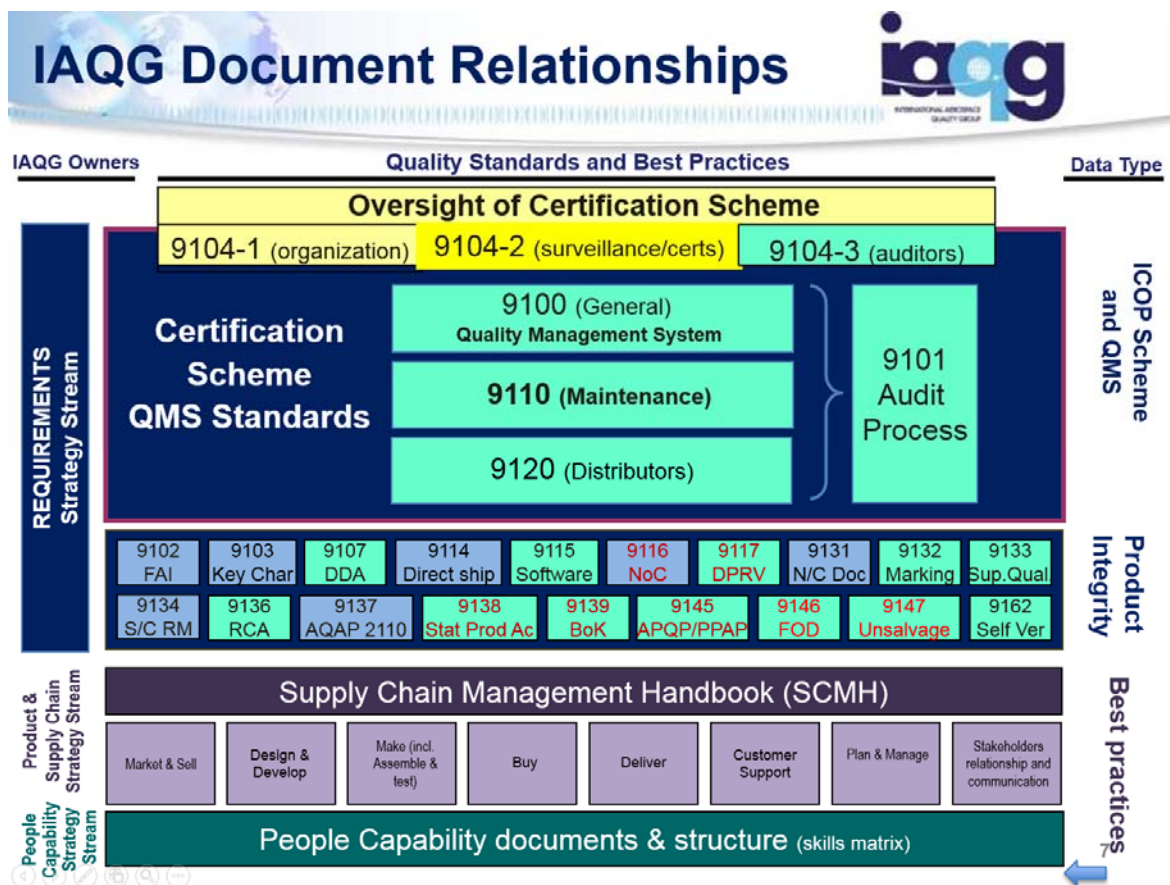 IAQG Document Relationships
iaqg
INTERNATIONAL AEROSPACE
QUALITY GROUP
IAQG Owners
Quality Standards and Best Practices
Data Type
Oversight of Certification Scheme
9104-1 (organization)
9104-2 (surveillance/certs)
9104-3 (auditors)
REQUIREMENTS
Strategy Stream
Certification
Scheme
QMS Standards
9100 (General)
Quality Management System
9110 (Maintenance)
9120 (Distributors)
9101
Audit
Process
ICOP Scheme
and QMS
9102
FAI
9103
Key Char
9107
DDA
9114
Direct ship
9115
Software
9116
NoC
9117
DPRV
9131
N/C Doc
9132
Marking
9133
Sup.Qual.
9134
S/C RM
9136
RCA
9137
AQAP 2110
9138
Stat Prod Ac
9139
BoK
9145
APQP/PPAP
9146
FOD
9147
Unsalvage
9162
Self Ver
Product
Integrity
Product &
Supply Chain
Strategy Stream
Supply Chain Management Handbook (SCMH)
Market & Sell
Design &
Develop
Make (incl.
Assemble &
test)
Buy
Deliver
Customer
Support
Plan & Manage
Stakeholders
relationship and
communication
Best practices
People
Capability
Strategy
Stream
People Capability documents & structure (skills matrix)
7